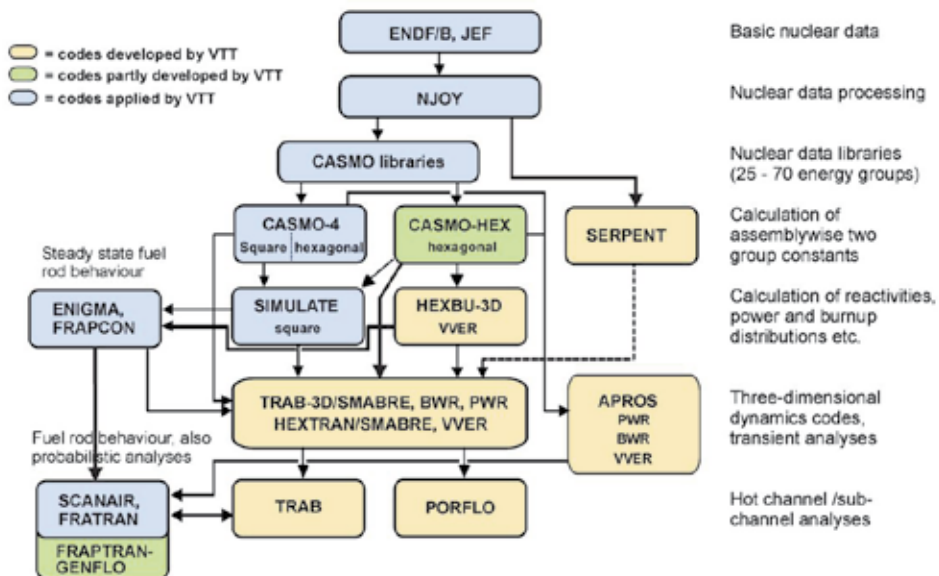 ENDF/B, JEF
Basic nuclear data
= codes developed by VTT
= codes partly developed by VTT
= codes applied by VTT
NJOY
Nuclear data processing
CASMO libraries
Nuclear data libraries
(25 - 70 energy groups)
CASMO-4
Square hexagonal
CASMO-HEX
hexagonal
SERPENT
Calculation of
assemblywise two
group constants
Steady state fuel
rod behaviour
ENIGMA,
FRAPCON
SIMULATE
square
HEXBU-3D
VVER
Calculation of reactivities,
power and burnup
distributions etc.
TRAB-3D/SMABRE, BWR, PWR
HEXTRAN/SMABRE, VVER
APROS
PWR
BWR
VVER
Three-dimensional
dynamics codes,
transient analyses
Fuel rod behaviour, also
probabilistic analyses
SCANAIR,
FRATRAN
FRAPTRAN-
GENFLO
TRAB
PORFLO
Hot channel /sub-
channel analyses